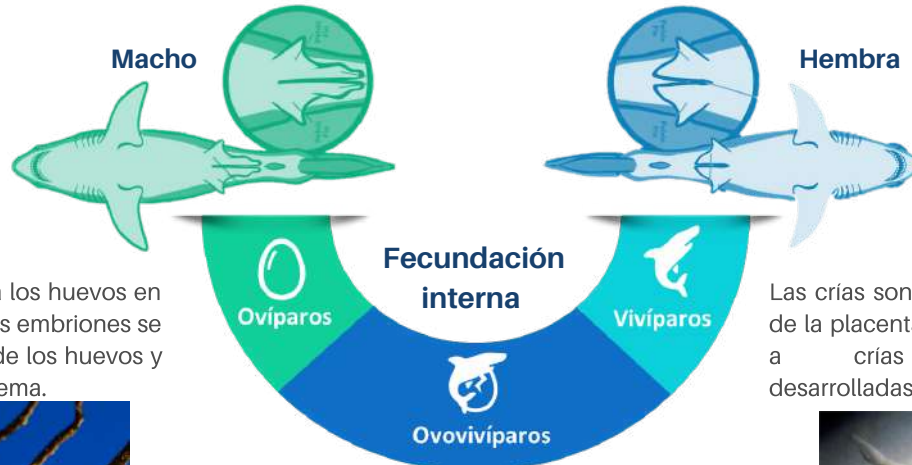 Macho
Hembra
Fecundación
interna
Ovíparos
Vivíparos
Ovovivíparos
los huevos en
embriones se
de los huevos y
Las crías son
de la placenta
a crías
desarrolladas